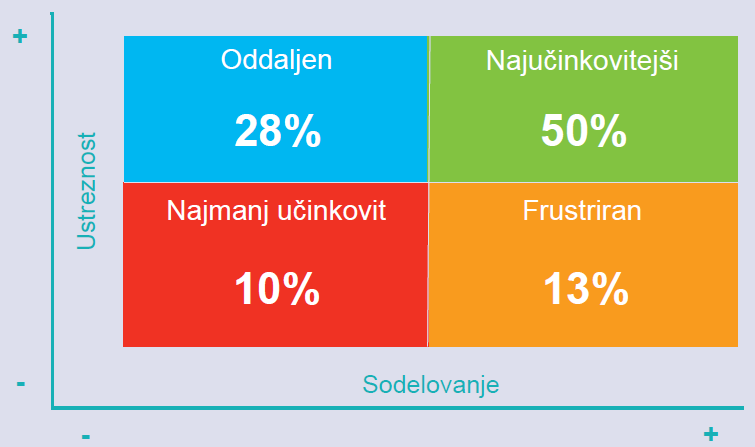 +
Oddaljen
28%
Najučinkovitejši
50%
Ustreznost
Najmanj učinkovit
10%
Frustriran
13%
-
Sodelovanje
-
+